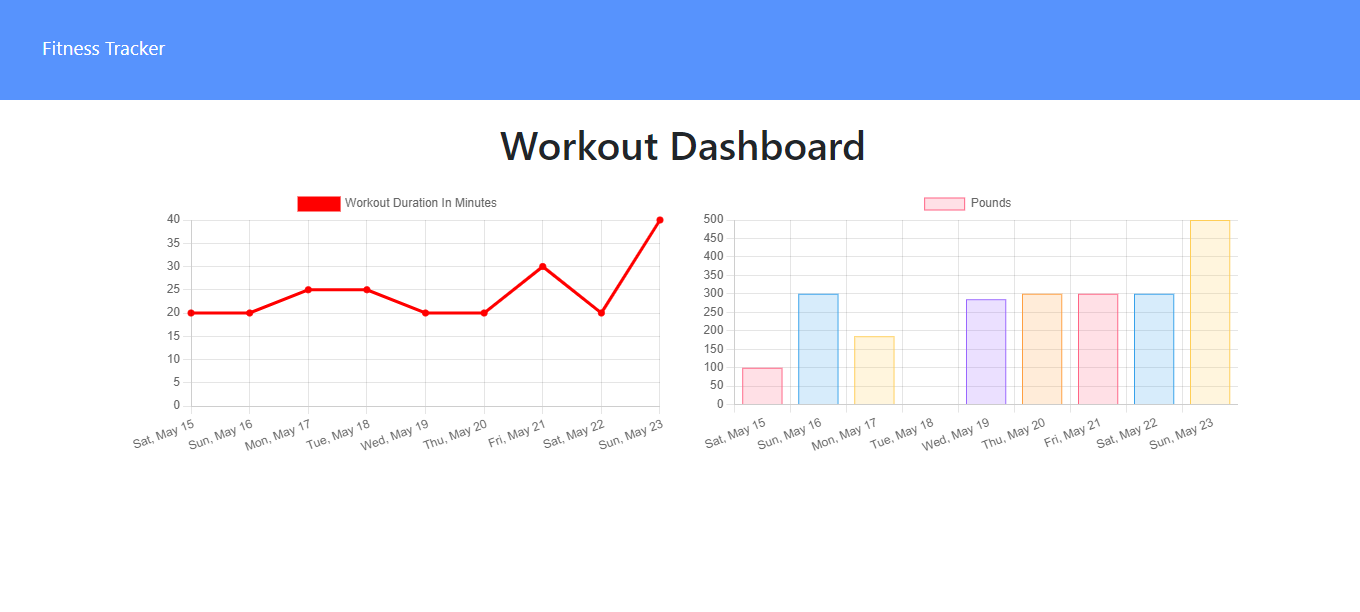 Fitness Tracker
Workout Dashboard
Workout Duration In Minutes
40
35
30
25
20
15
10
5
0
Sat, May 15
Sun, May 16
Mon, May 17
Tue, May 18
Wed, May 19
Thu, May 20
Fri, May 21
Sat, May 22
Sun, May 23
Pounds
500
450
400
350
300
250
200
150
100
50
0
Sat, May 15
Sun, May 16
Mon, May 17
Tue, May 18
Wed, May 19
Thu, May 20
Fri, May 21
Sat, May 22
Sun, May 23